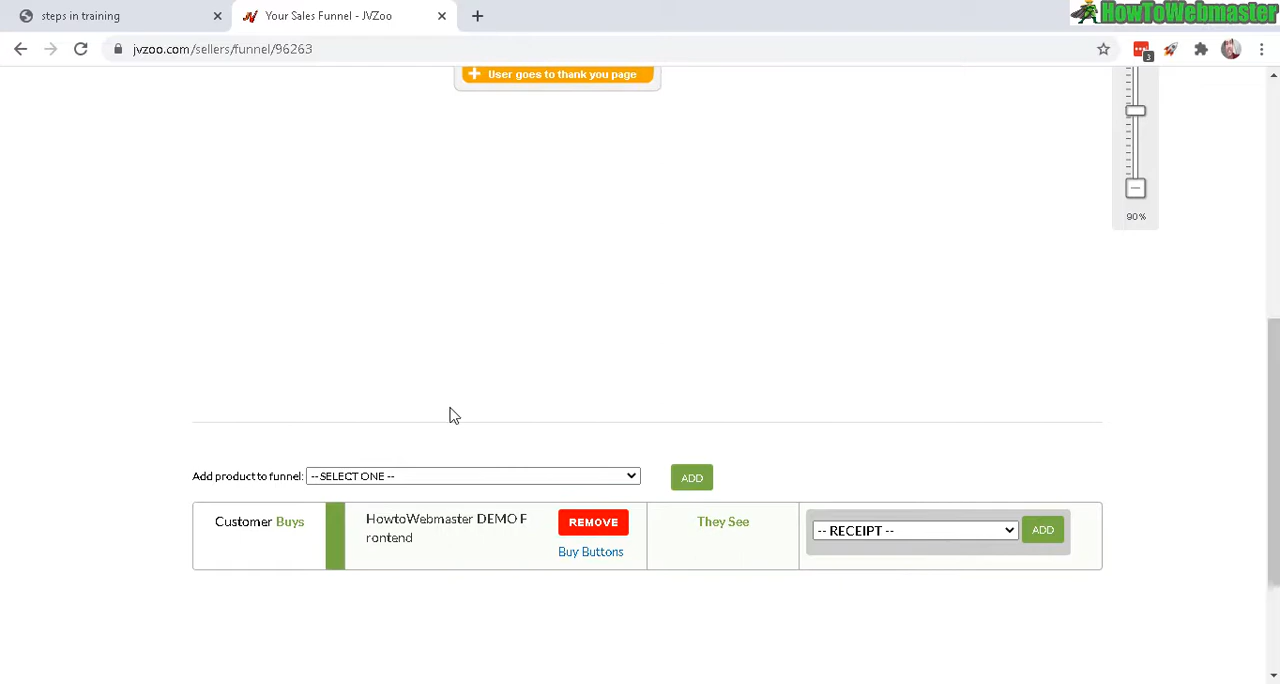 steps in training
Your Sales Funnel - JVZoo
HowToWebmaster
jvzoo.com/sellers/funnel/96263
3
User goes to thank you page
90%
Add product to funnel: -- SELECT ONE -- ADD
Customer Buys
HowtoWebmaster DEMO F
rontend
REMOVE
Buy Buttons
They See
-- RECEIPT -- ADD